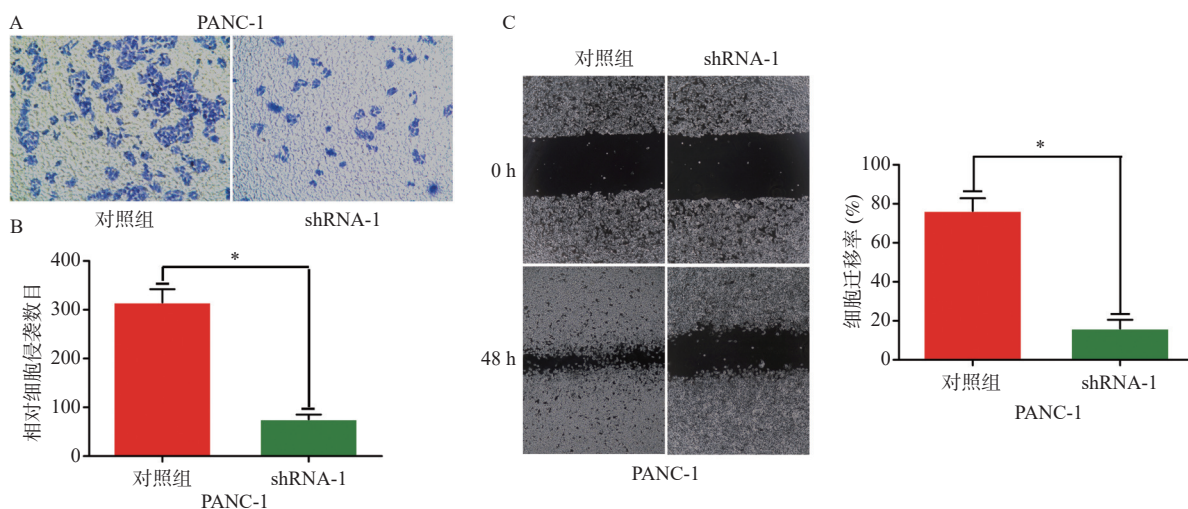 A
PANC-1
对照组
shRNA-1
B
相对细胞侵袭数目
400
300
200
100
0
*
对照组
shRNA-1
PANC-1
C
对照组
shRNA-1
0 h
48 h
PANC-1
细胞迁移率 (%)
100
80
60
40
20
0
*
对照组
shRNA-1
PANC-1